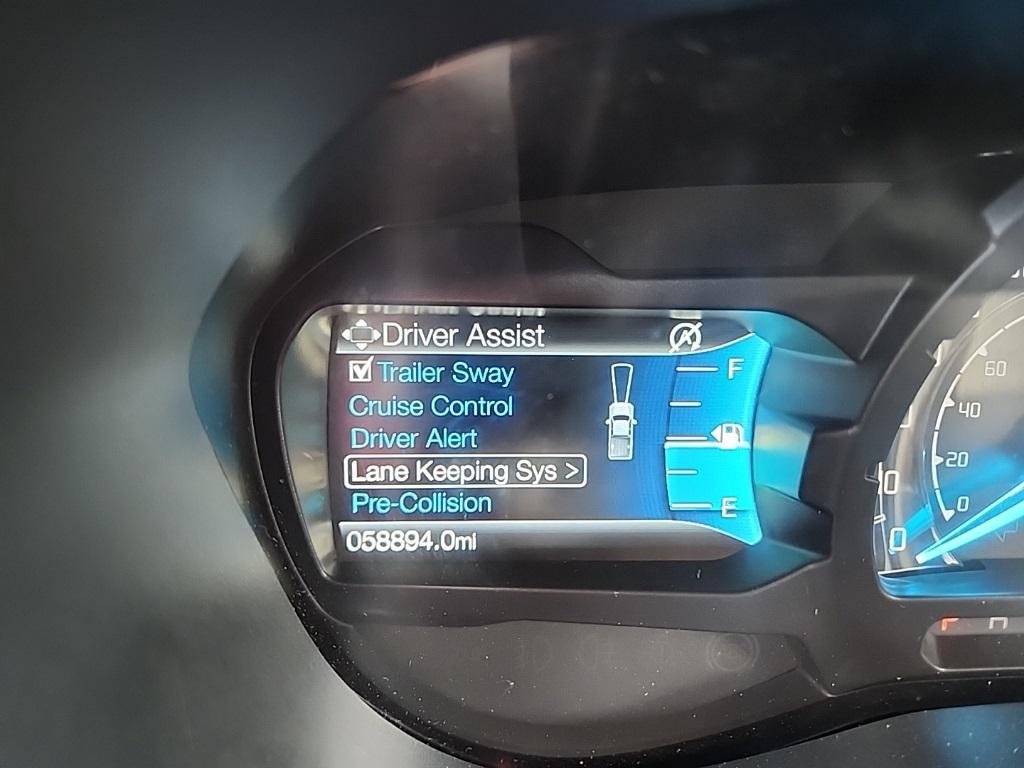 Driver Assist
Trailer Sway
Cruise Control
Driver Alert
Lane Keeping Sys >
Pre-Collision
058894.0mi
F
E
60
40
20
0
0